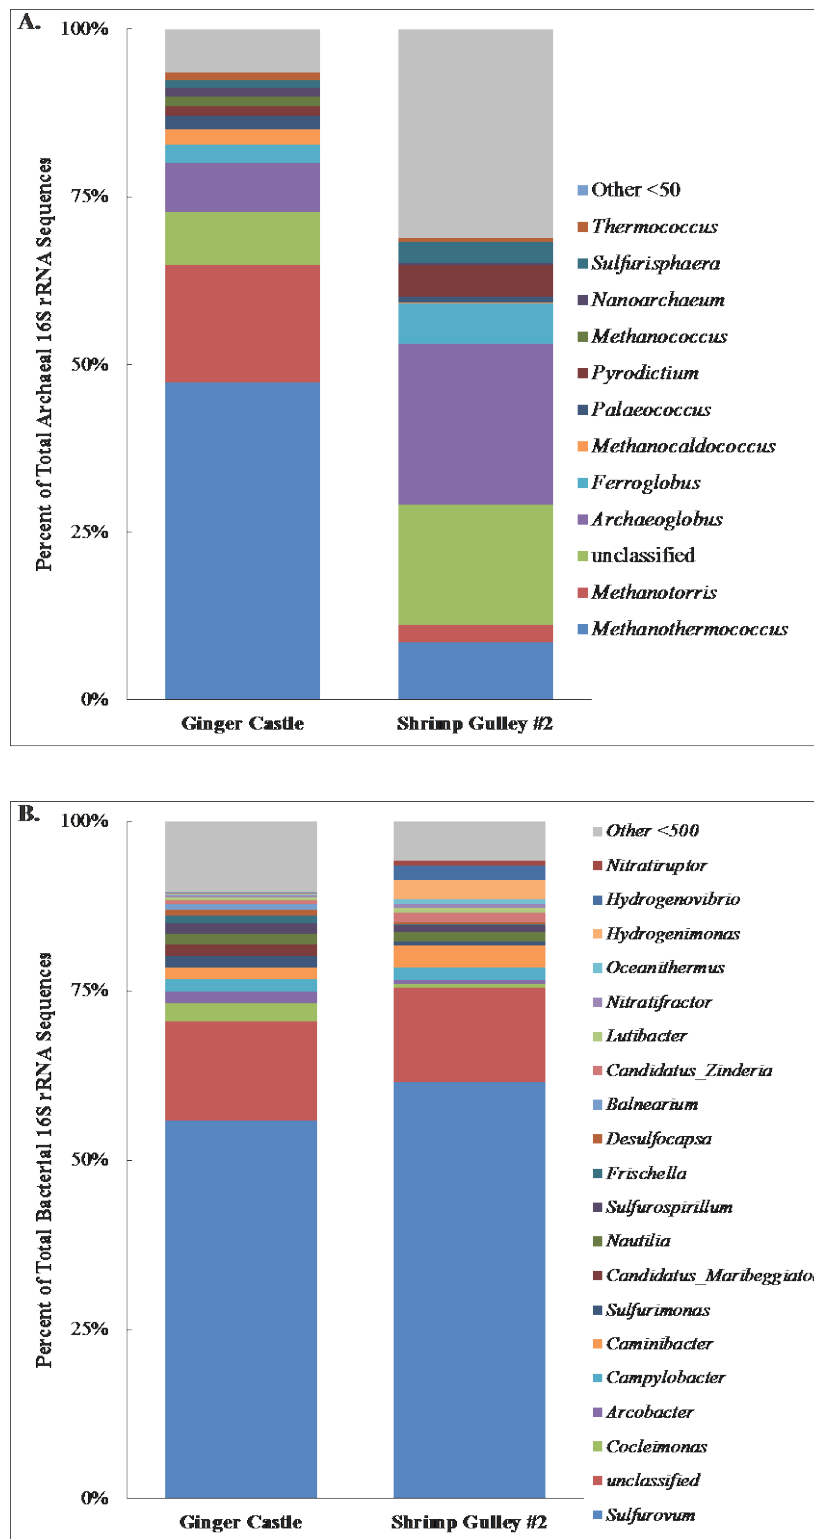 A.
100%
75%
50%
25%
0%
Percent of Total Archaeal 16S rRNA Sequences
Ginger Castle
Shrimp Gulley #2
Other <50
Thermococcus
Sulfurisphaera
Nanoarchaeum
Methanococcus
Pyrodictium
Palaeococcus
Methanocaldococcus
Ferroglobus
Archaeoglobus
unclassified
Methanotorris
Methanothermococcus
B.
100%
75%
50%
25%
0%
Percent of Total Bacterial 16S rRNA Sequences
Ginger Castle
Shrimp Gulley #2
Other <500
Nitratiruptor
Hydrogenovibrio
Hydrogenimonas
Oceanithermus
Nitratifractor
Lutibacter
Candidatus_Zinderia
Balnearium
Desulfocapsa
Frischella
Sulfurospirillum
Nautilia
Candidatus_Maribeggiato
Sulfurimonas
Caminibacter
Campylobacter
Arcobacter
Cocleimonas
unclassified
Sulfurovum